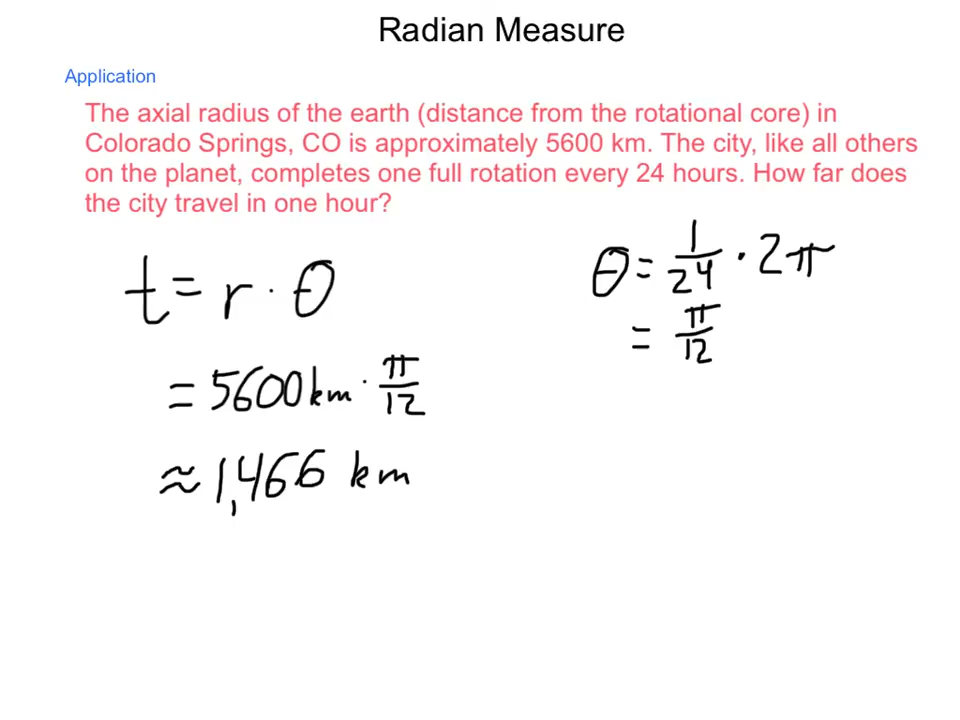 Radian Measure
Application
The axial radius of the earth (distance from the rotational core) in
Colorado Springs, CO is approximately 5600 km. The city, like all others
on the planet, completes one full rotation every 24 hours. How far does
the city travel in one hour?
t = r · θ
= 5600 km · π/12
≈ 1,466 km
θ = 1/24 · 2π
= π/12